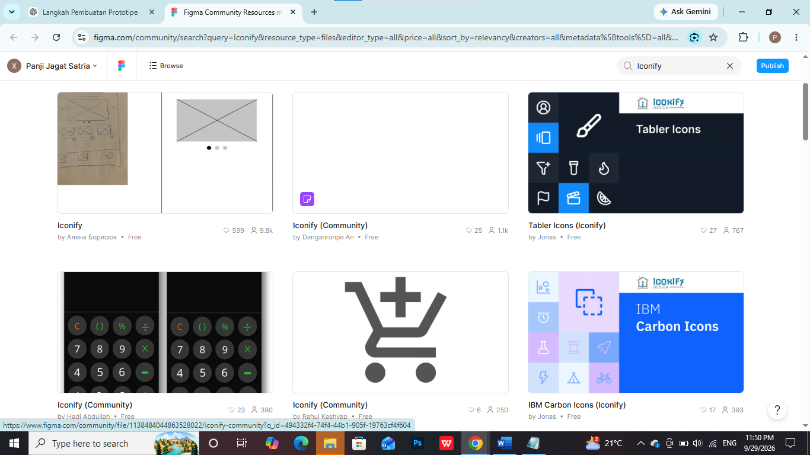 Langkah Pembuatan Prototipe
Figma Community Resources m
Ask Gemini
figma.com/community/search?query=Iconify&resource_type=files&editor_type=all&price=all&sort_by=relevancy&creators=all&metadata%5Btools%5D=all&...
P
X
Panji Jagat Satria
Browse
Iconify
Publish
ICONIFY
Tabler Icons
Iconify
by Алёна Борисюк • Free
599
9.8k
Iconify (Community)
by Danganronpa An • Free
25
1.1k
Tabler Icons (Iconify)
by Jonas • Free
27
767
C
()
%
÷
C
()
%
÷
7
8
9
×
7
8
9
×
4
5
6
4
5
6
ICONIFY
IBM
Carbon Icons
Iconify (Community)
by Hadi Abdullah • Free
23
380
Iconify (Community)
by Rahul Kashyap • Free
6
250
IBM Carbon Icons (Iconify)
by Jonas • Free
17
393
?
https://www.figma.com/community/file/1138484044863528022/iconify-community?q_id=494332f4-74f4-44b1-905f-19763cf4f604
Type here to search
Ps
W
W
21°C
ENG
11:50 PM
9/29/2026